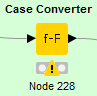 Case Converter
f→F
Node 228